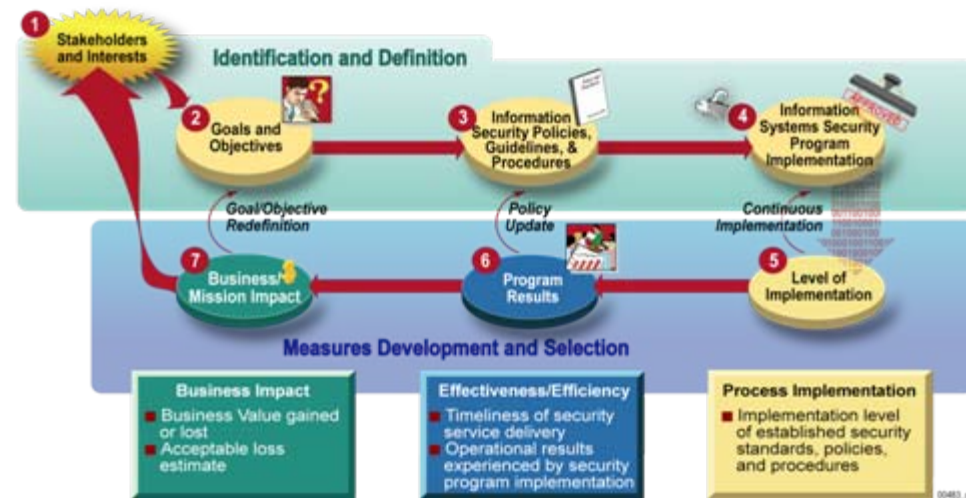 1
Stakeholders
and Interests
Identification and Definition
2
Goals and
Objectives
?
3
Information
Security Policies,
Guidelines, &
Procedures
4
Information
Systems Security
Program
Implementation
APPROVED
Goal/Objective
Redefinition
Policy
Update
Continuous
Implementation
7
Business/
Mission Impact
$
6
Program
Results
5
Level of
Implementation
Measures Development and Selection
Business Impact
Business Value gained
or lost
Acceptable loss
estimate
Effectiveness/Efficiency
Timeliness of security
service delivery
Operational results
experienced by security
program implementation
Process Implementation
Implementation level
of established security
standards, policies,
and procedures